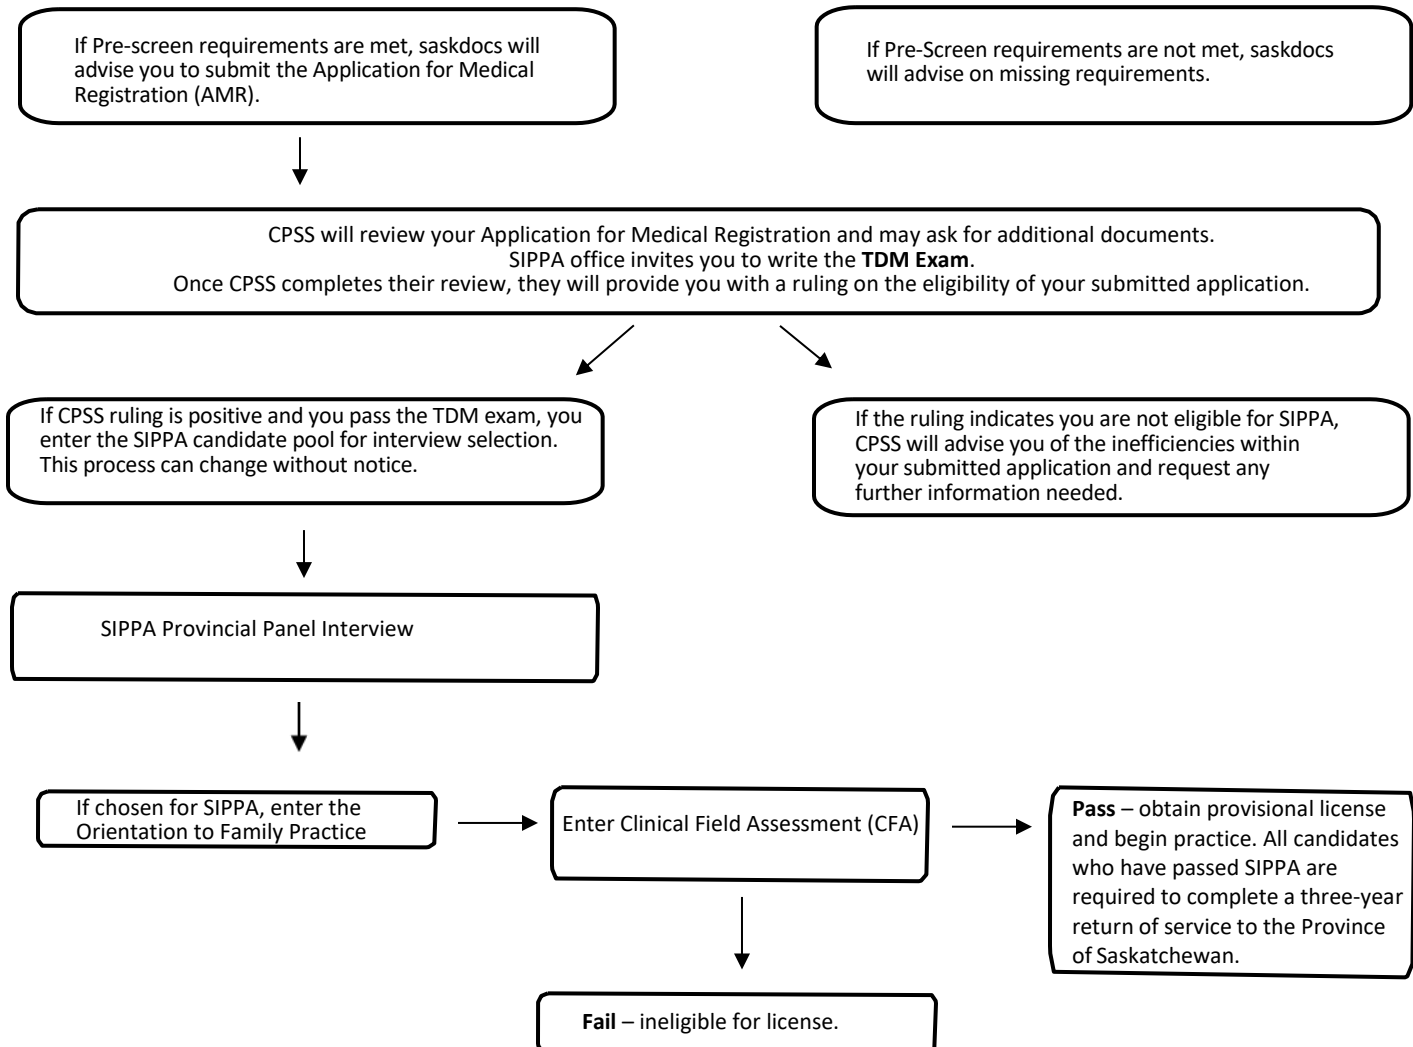 If Pre-screen requirements are met, saskdocs will
advise you to submit the Application for Medical
Registration (AMR).
If Pre-Screen requirements are not met, saskdocs
will advise on missing requirements.
CPSS will review your Application for Medical Registration and may ask for additional documents.
SIPPA office invites you to write the TDM Exam.
Once CPSS completes their review, they will provide you with a ruling on the eligibility of your submitted application.
If CPSS ruling is positive and you pass the TDM exam, you
enter the SIPPA candidate pool for interview selection.
This process can change without notice.
If the ruling indicates you are not eligible for SIPPA,
CPSS will advise you of the inefficiencies within
your submitted application and request any
further information needed.
SIPPA Provincial Panel Interview
If chosen for SIPPA, enter the
Orientation to Family Practice
Enter Clinical Field Assessment (CFA)
Pass – obtain provisional license
and begin practice. All candidates
who have passed SIPPA are
required to complete a three-year
return of service to the Province
of Saskatchewan.
Fail – ineligible for license.